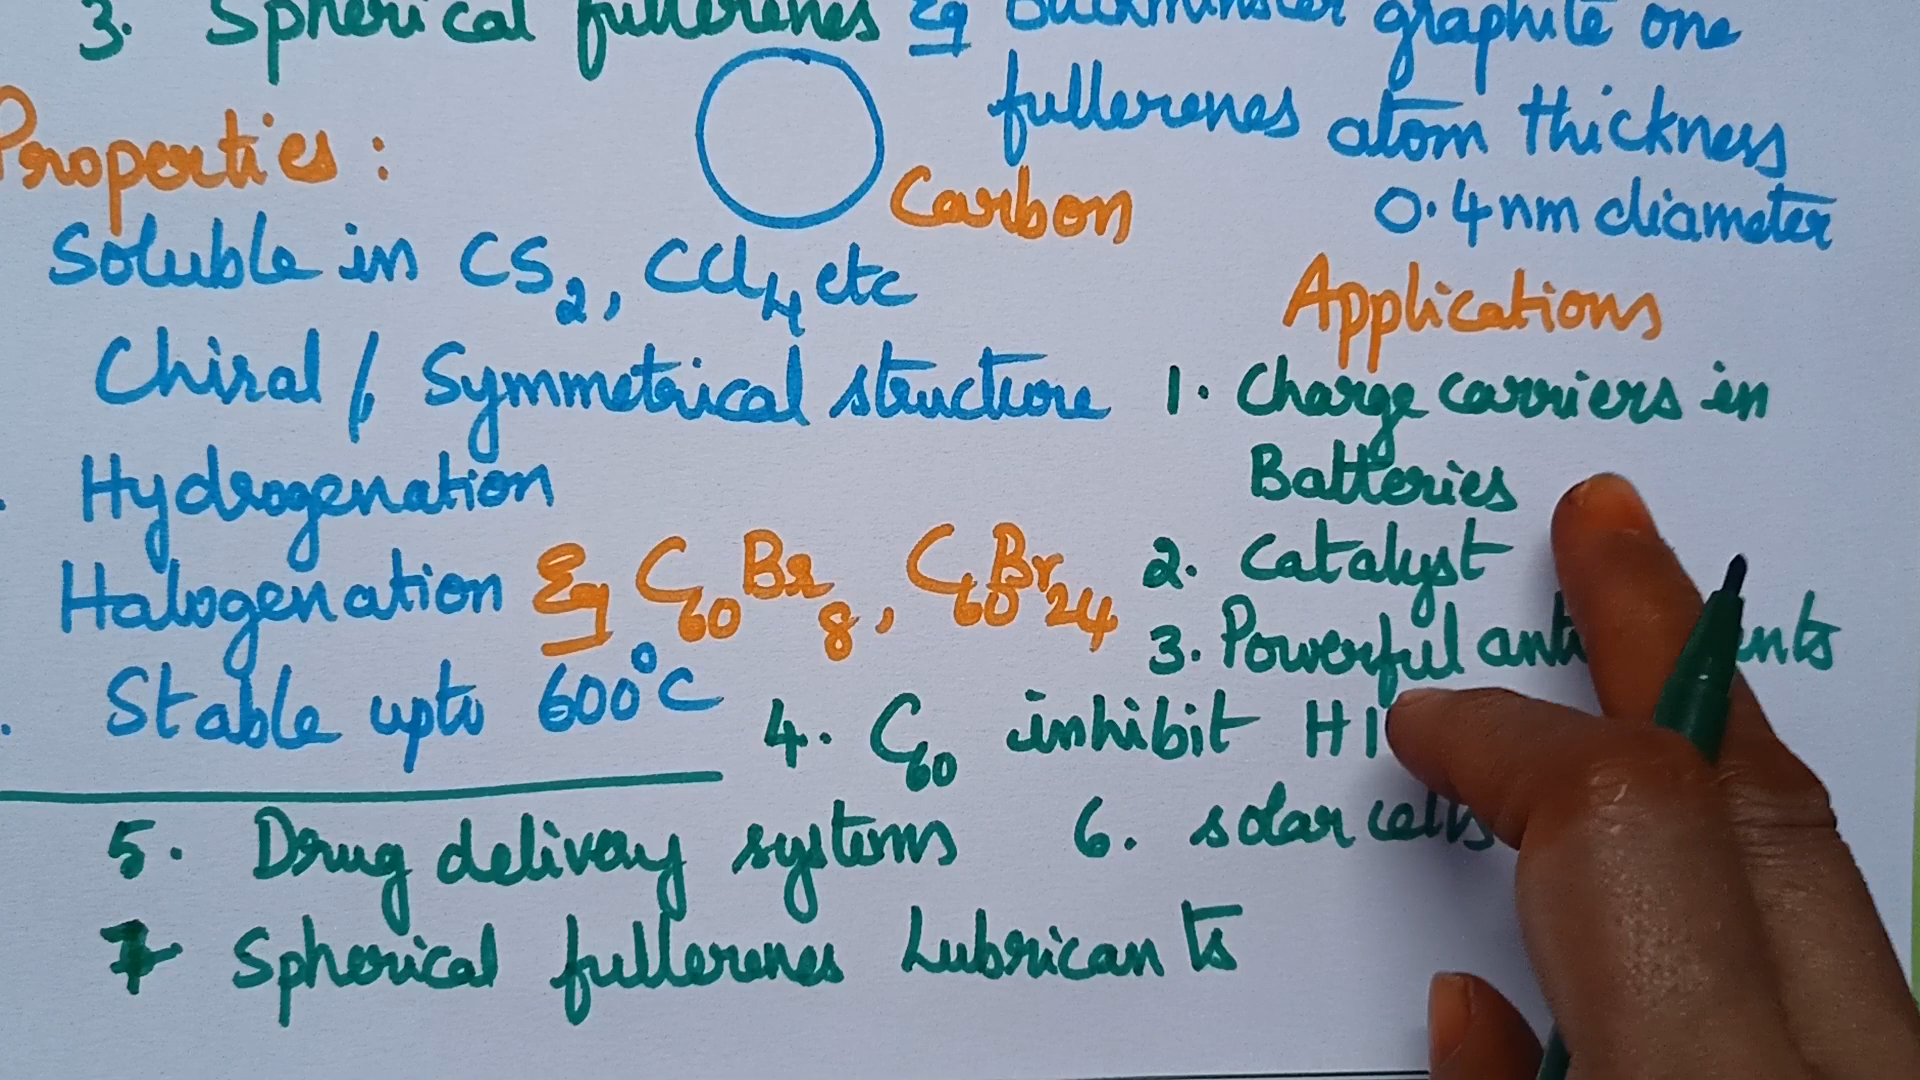 3. Spherical fullerenes Eg Buckminster graphite one
fullerenes atom thickness
0.4nm diameter
Properties :
Carbon
Soluble in CS2, CCl4 etc
Chiral / Symmetrical structure
Hydrogenation
Halogenation Eg C60Br8, C60Br24
Stable upto 600°C
Applications
1. Charge carriers in
Batteries
2. Catalyst
3. Powerful
4. C60 inhibit
5. Drug delivery systems 6. solar cells
7 Spherical fullerenes Lubricants